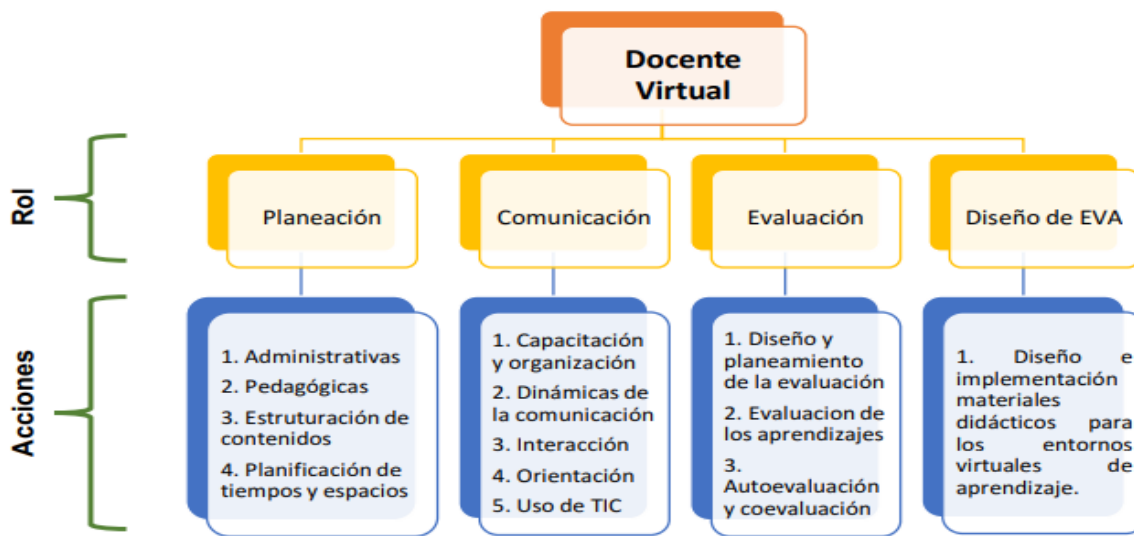 Docente
Virtual
Rol
Planeación
Comunicación
Evaluación
Diseño de EVA
Acciones
1. Administrativas
2. Pedagógicas
3. Estruturación de
contenidos
4. Planificación de
tiempos y espacios
1. Capacitación
y organización
2. Dinámicas de
la comunicación
3. Interacción
4. Orientación
5. Uso de TIC
1. Diseño y
planeamiento
de la evaluación
2. Evaluacion de
los aprendizajes
3.
Autoevaluación
y coevaluación
1. Diseño e
implementación
materiales
didácticos para
los entornos
virtuales de
aprendizaje.